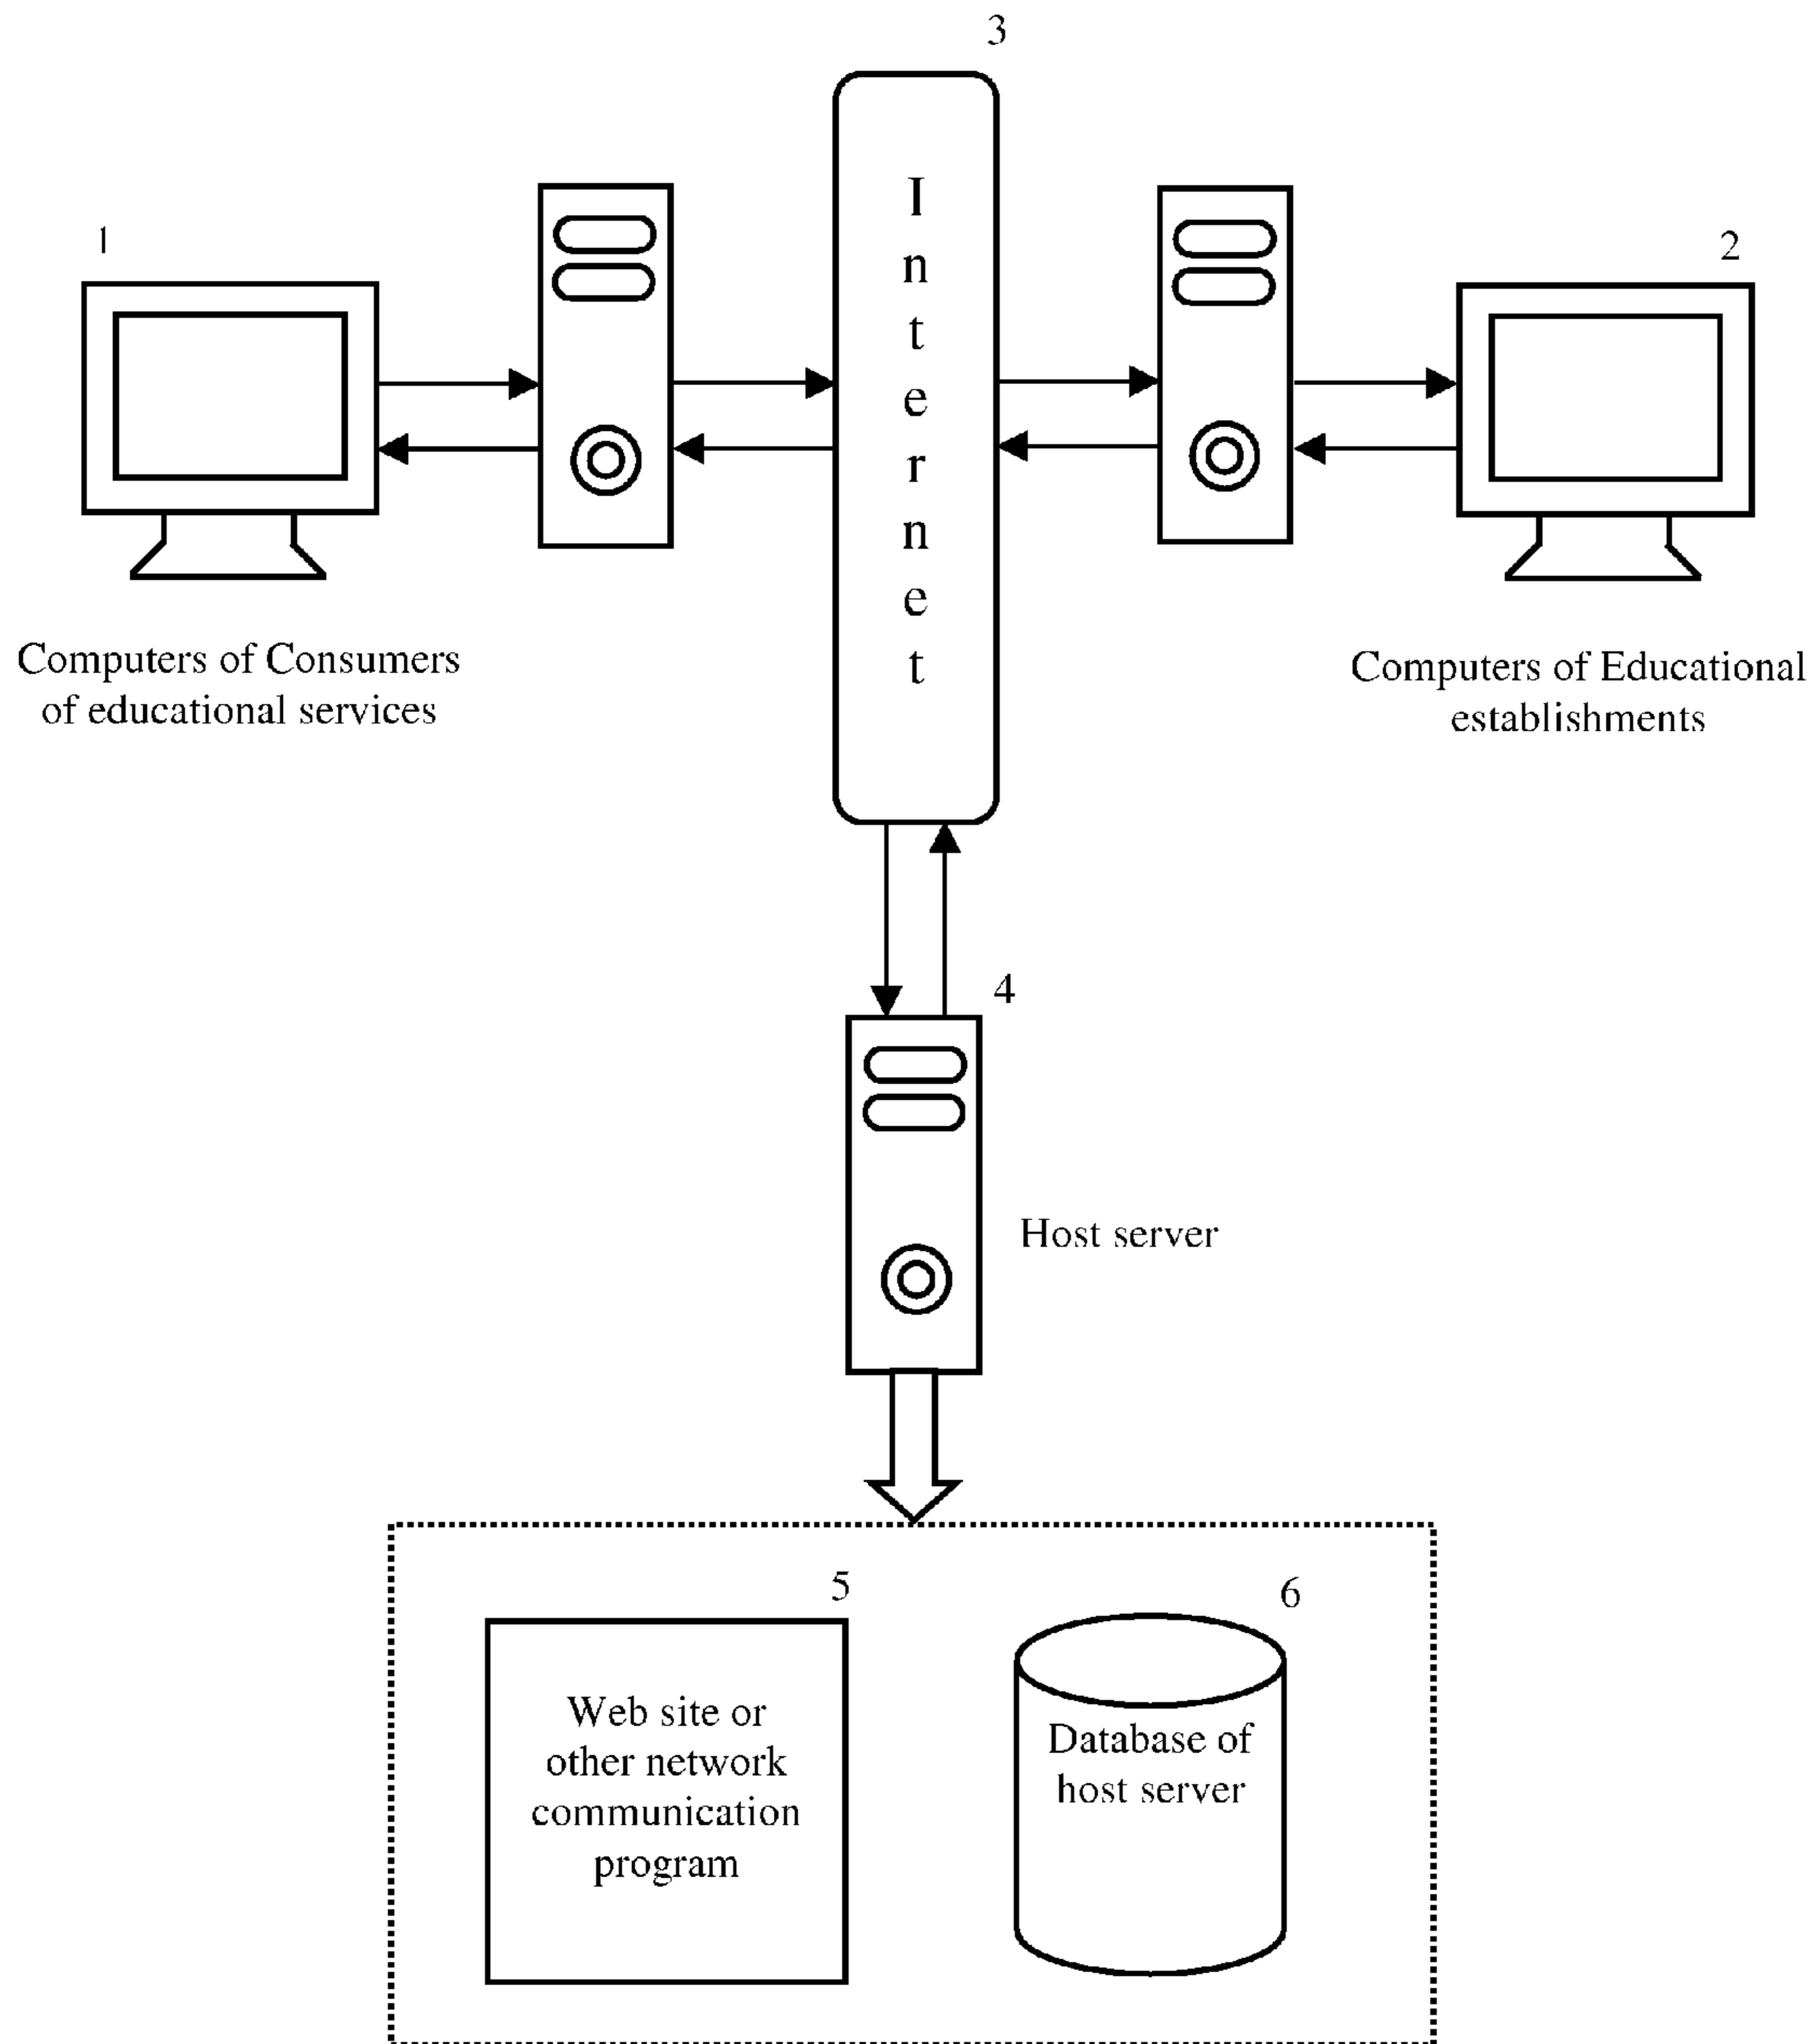 3
Internet
1
2
Computers of Consumers
of educational services
Computers of Educational
establishments
4
Host server
5
6
Web site or
other network
communication
program
Database of
host server